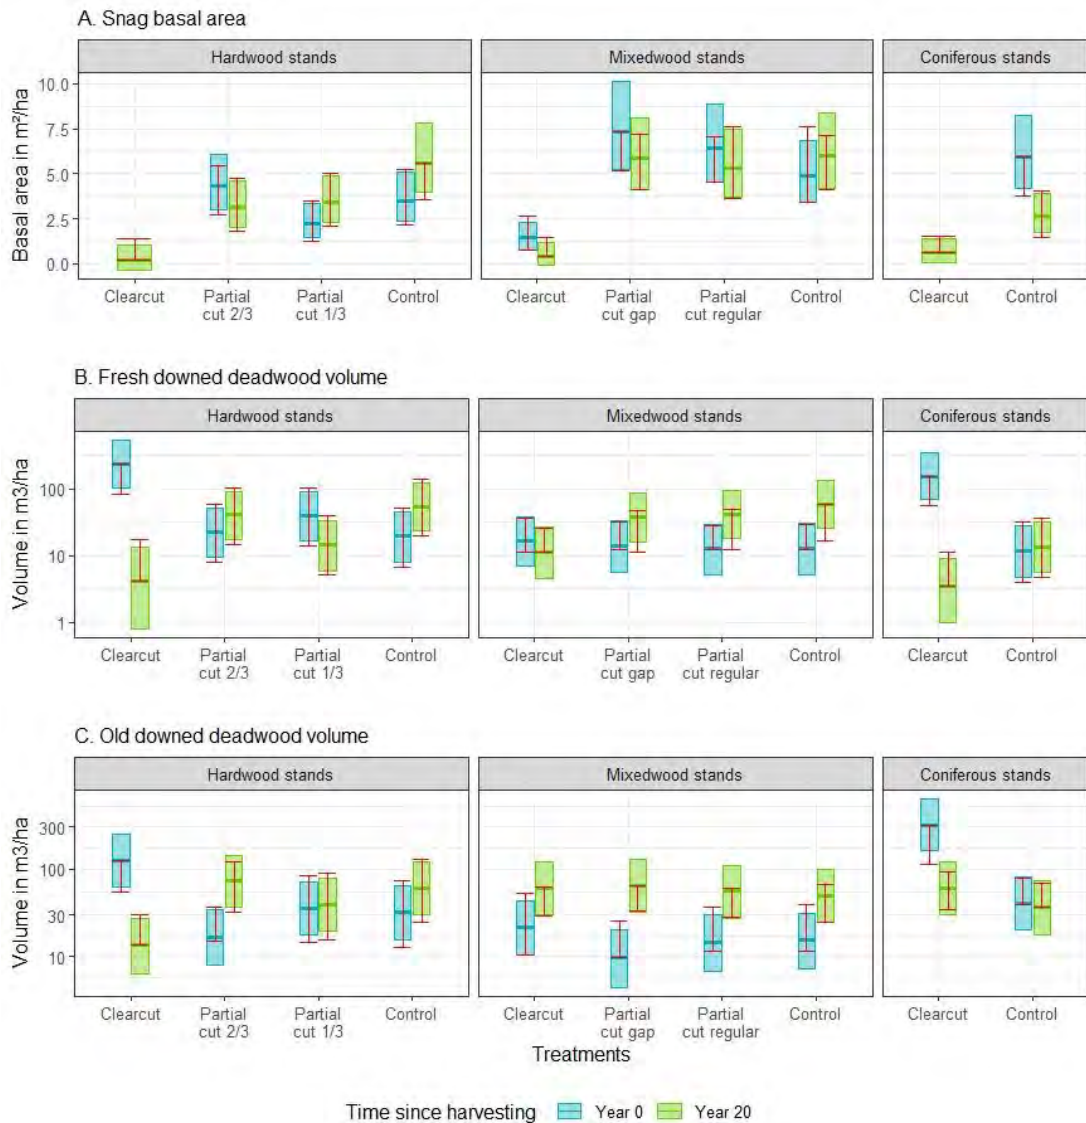 A. Snag basal area
Hardwood stands
Mixedwood stands
Coniferous stands
Basal area in m²/ha
10.0
7.5
5.0
2.5
0.0
Clearcut
Partial
cut 2/3
Partial
cut 1/3
Control
Clearcut
Partial
cut gap
Partial
cut regular
Control
Clearcut
Control
B. Fresh downed deadwood volume
Hardwood stands
Mixedwood stands
Coniferous stands
Volume in m3/ha
100
10
1
Clearcut
Partial
cut 2/3
Partial
cut 1/3
Control
Clearcut
Partial
cut gap
Partial
cut regular
Control
Clearcut
Control
C. Old downed deadwood volume
Hardwood stands
Mixedwood stands
Coniferous stands
Volume in m3/ha
300
100
30
10
Clearcut
Partial
cut 2/3
Partial
cut 1/3
Control
Clearcut
Partial
cut gap
Partial
cut regular
Control
Clearcut
Control
Treatments
Time since harvesting Year 0 Year 20